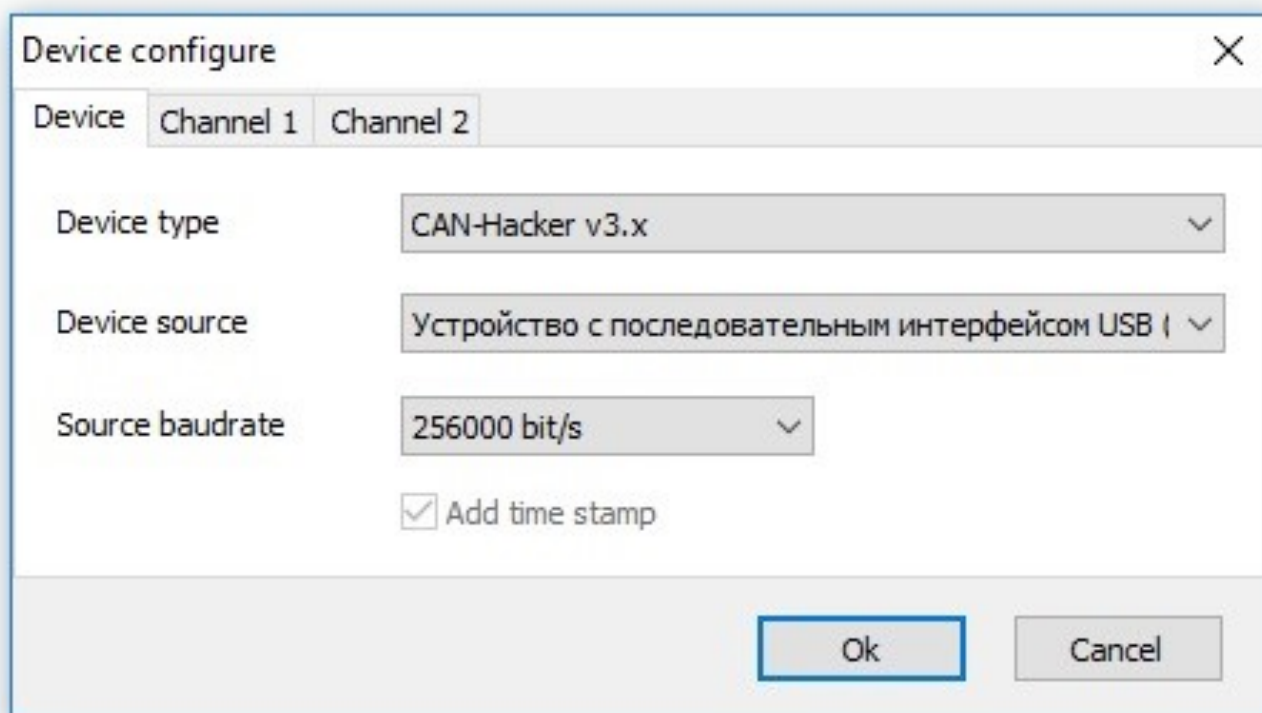 Device configure
Device Channel 1 Channel 2
Device type CAN-Hacker v3.x
Device source Устройство с последовательным интерфейсом USB (
Source baudrate 256000 bit/s
Add time stamp
Ok Cancel